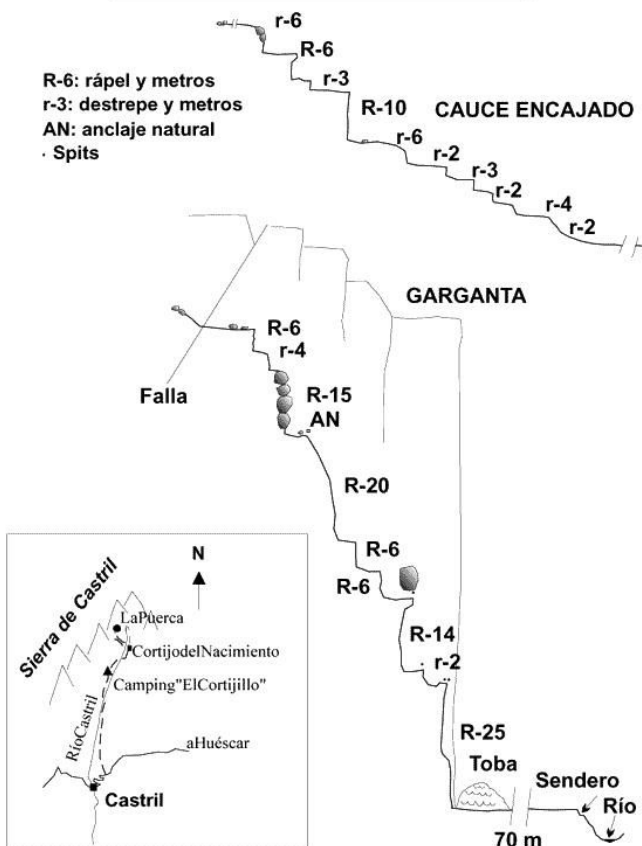 r-6
R-6
r-3
R-6: rápel y metros
r-3: destrepe y metros
AN: anclaje natural
· Spits
R-10
CAUCE ENCAJADO
r-6
r-2
r-3
r-2
r-4
r-2
GARGANTA
R-6
r-4
Falla
R-15
AN
R-20
R-6
R-6
R-14
r-2
R-25
Toba
Sendero
Río
70 m
N
Sierra de Castril
LaPuerca
CortijodelNacimiento
Camping"ElCortijillo"
RíoCastril
aHuéscar
Castril